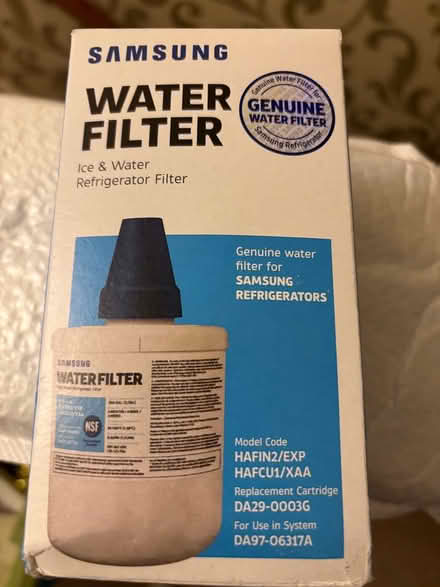 SAMSUNG
WATER
FILTER
Genuine Water Filter for
GENUINE
WATER FILTER
Samsung Refrigerator
Ice & Water
Refrigerator Filter
Genuine water
filter for
SAMSUNG
REFRIGERATORS
SAMSUNG
WATER FILTER
NSF
Model Code
HAFIN2/EXP
HAFCU1/XAA
Replacement Cartridge
DA29-0003G
For Use in System
DA97-06317A